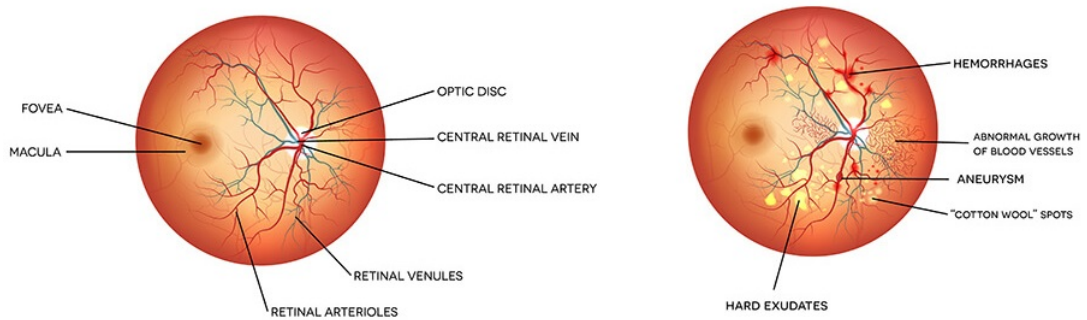 FOVEA
MACULA
OPTIC DISC
CENTRAL RETINAL VEIN
CENTRAL RETINAL ARTERY
RETINAL VENULES
RETINAL ARTERIOLES
HEMORRHAGES
ABNORMAL GROWTH
OF BLOOD VESSELS
ANEURYSM
"COTTON WOOL" SPOTS
HARD EXUDATES